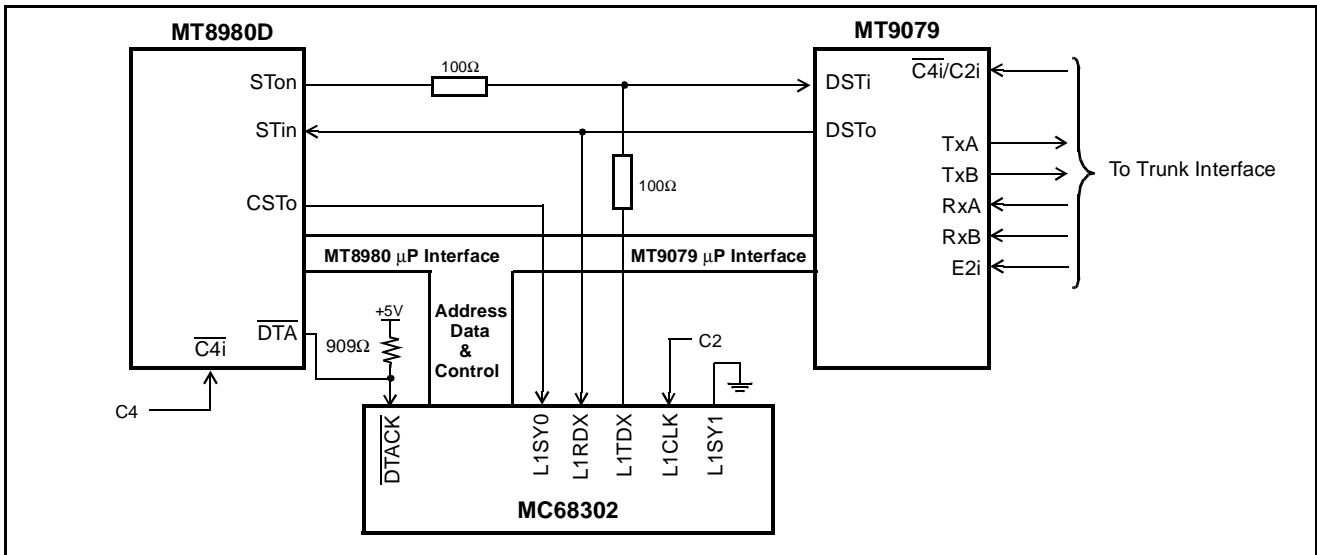 MT8980D
MT9079
STon
100Ω
DSTi
C4i/C2i
STin
DSTo
TxA
TxB
To Trunk Interface
100Ω
CSTo
RxA
RxB
E2i
MT8980 μP Interface
MT9079 μP Interface
+5V
Address
Data
&
Control
DTA
909Ω
C4i
C2
C4
DTACK
L1SY0
L1RDX
L1TDX
L1CLK
L1SY1
MC68302